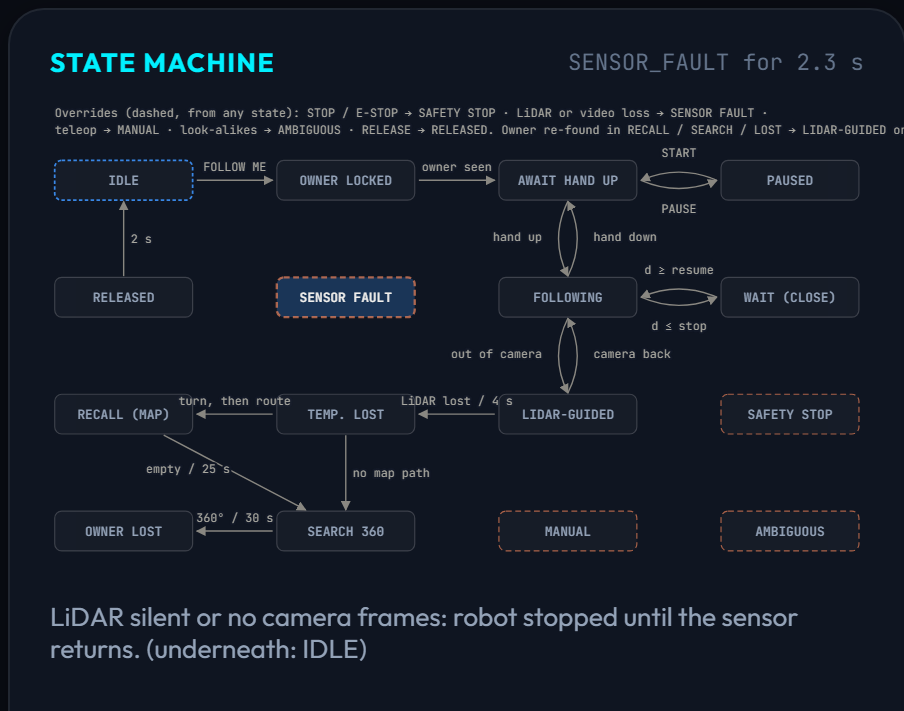 STATE MACHINE
SENSOR_FAULT for 2.3 s
Overrides (dashed, from any state): STOP / E-STOP → SAFETY STOP · LiDAR or video loss → SENSOR FAULT ·
teleop → MANUAL · look-alikes → AMBIGUOUS · RELEASE → RELEASED. Owner re-found in RECALL / SEARCH / LOST → LIDAR-GUIDED or
START
FOLLOW ME
owner seen
IDLE
OWNER LOCKED
AWAIT HAND UP
PAUSED
PAUSE
2 s
hand up
hand down
d ≥ resume
RELEASED
SENSOR FAULT
FOLLOWING
WAIT (CLOSE)
d ≤ stop
out of camera
camera back
turn, then route
LiDAR lost / 4 s
RECALL (MAP)
TEMP. LOST
LIDAR-GUIDED
SAFETY STOP
empty / 25 s
no map path
360° / 30 s
OWNER LOST
SEARCH 360
MANUAL
AMBIGUOUS
LiDAR silent or no camera frames: robot stopped until the sensor
returns. (underneath: IDLE)